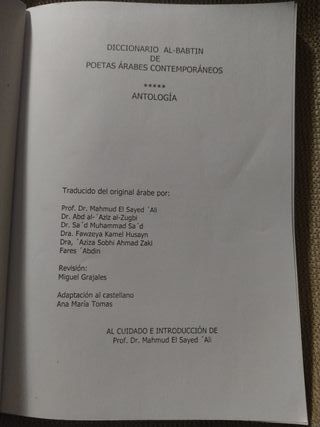 DICCIONARIO AL-BABTIN
DE
POETAS ÁRABES CONTEMPORÁNEOS
*****
ANTOLOGÍA
Traducido del original árabe por:
Prof. Dr. Mahmud El Sayed ´Ali
Dr. Abd al-´Aziz al-Zugbi
Dr. Sa´d Muhammad Sa´d
Dra. Fawzeya Kamel Husayn
Dra, ´Aziza Sobhi Ahmad Zaki
Fares ´Abdin
Revisión:
Miguel Grajales
Adaptación al castellano
Ana María Tomas
AL CUIDADO E INTRODUCCIÓN DE
Prof. Dr. Mahmud El Sayed ´Ali